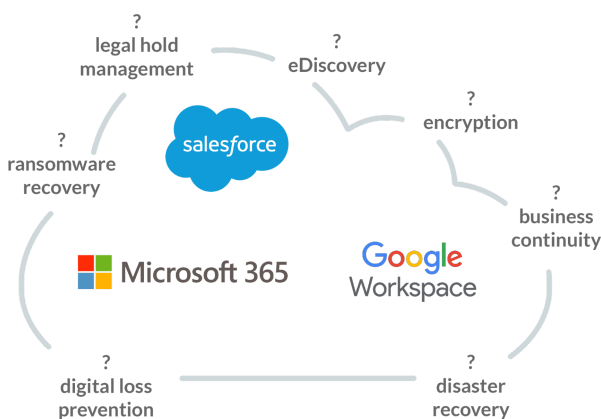 ?
legal hold
management
?
eDiscovery
?
encryption
?
ransomware
recovery
salesforce
?
business
continuity
Microsoft 365
Google
Workspace
?
digital loss
prevention
?
disaster
recovery